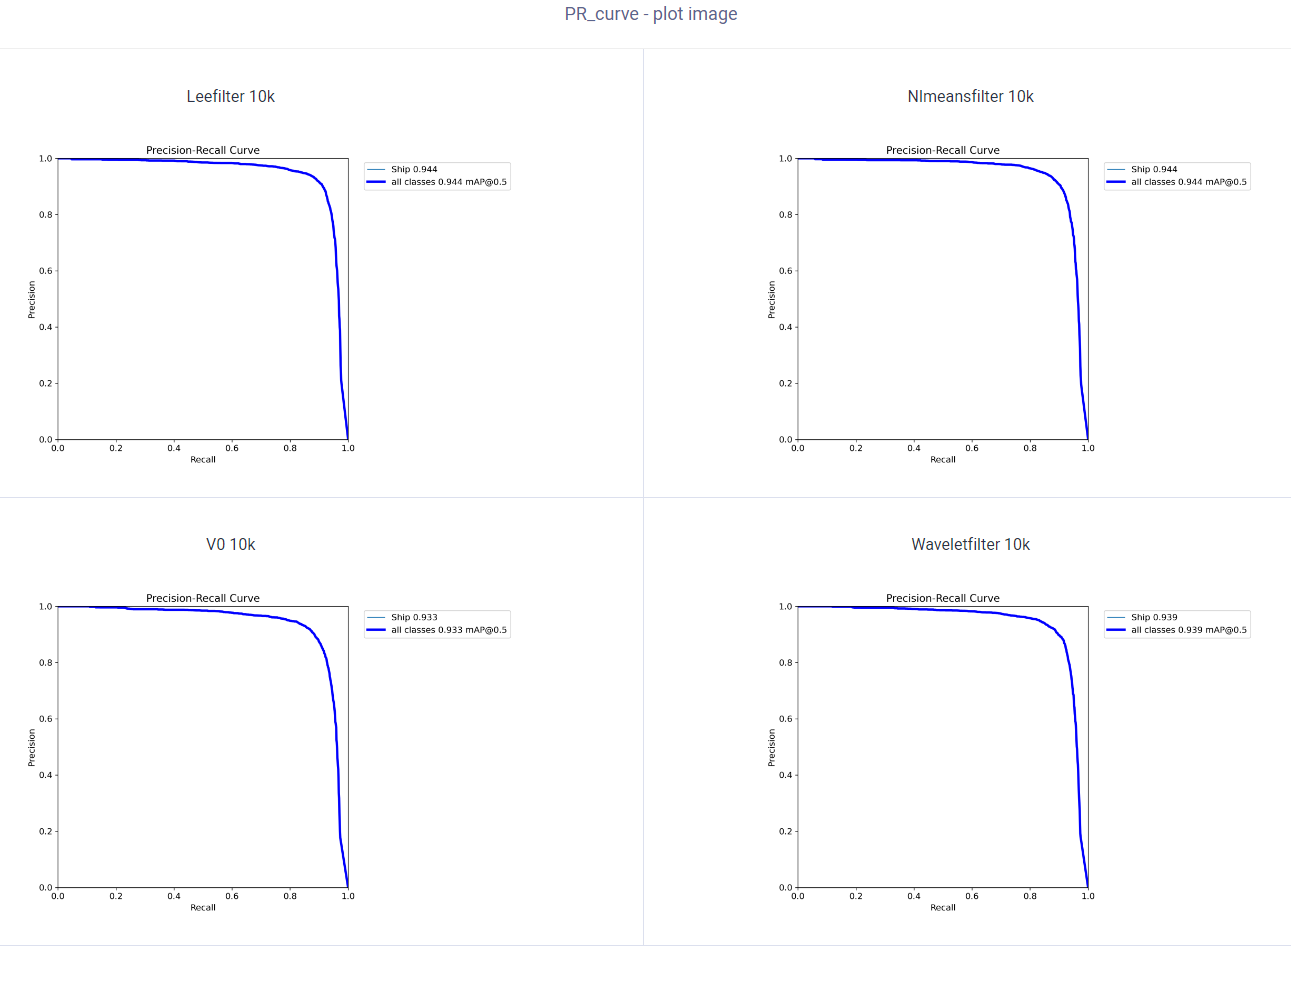 PR_curve - plot image
Leefilter 10k
Precision-Recall Curve
Ship 0.944
all classes 0.944 mAP@0.5
1.0
0.8
0.6
0.4
0.2
0.0
Precision
0.0 0.2 0.4 0.6 0.8 1.0
Recall
Nlmeansfilter 10k
Precision-Recall Curve
Ship 0.944
all classes 0.944 mAP@0.5
1.0
0.8
0.6
0.4
0.2
0.0
Precision
0.0 0.2 0.4 0.6 0.8 1.0
Recall
V0 10k
Precision-Recall Curve
Ship 0.933
all classes 0.933 mAP@0.5
1.0
0.8
0.6
0.4
0.2
0.0
Precision
0.0 0.2 0.4 0.6 0.8 1.0
Recall
Waveletfilter 10k
Precision-Recall Curve
Ship 0.939
all classes 0.939 mAP@0.5
1.0
0.8
0.6
0.4
0.2
0.0
Precision
0.0 0.2 0.4 0.6 0.8 1.0
Recall